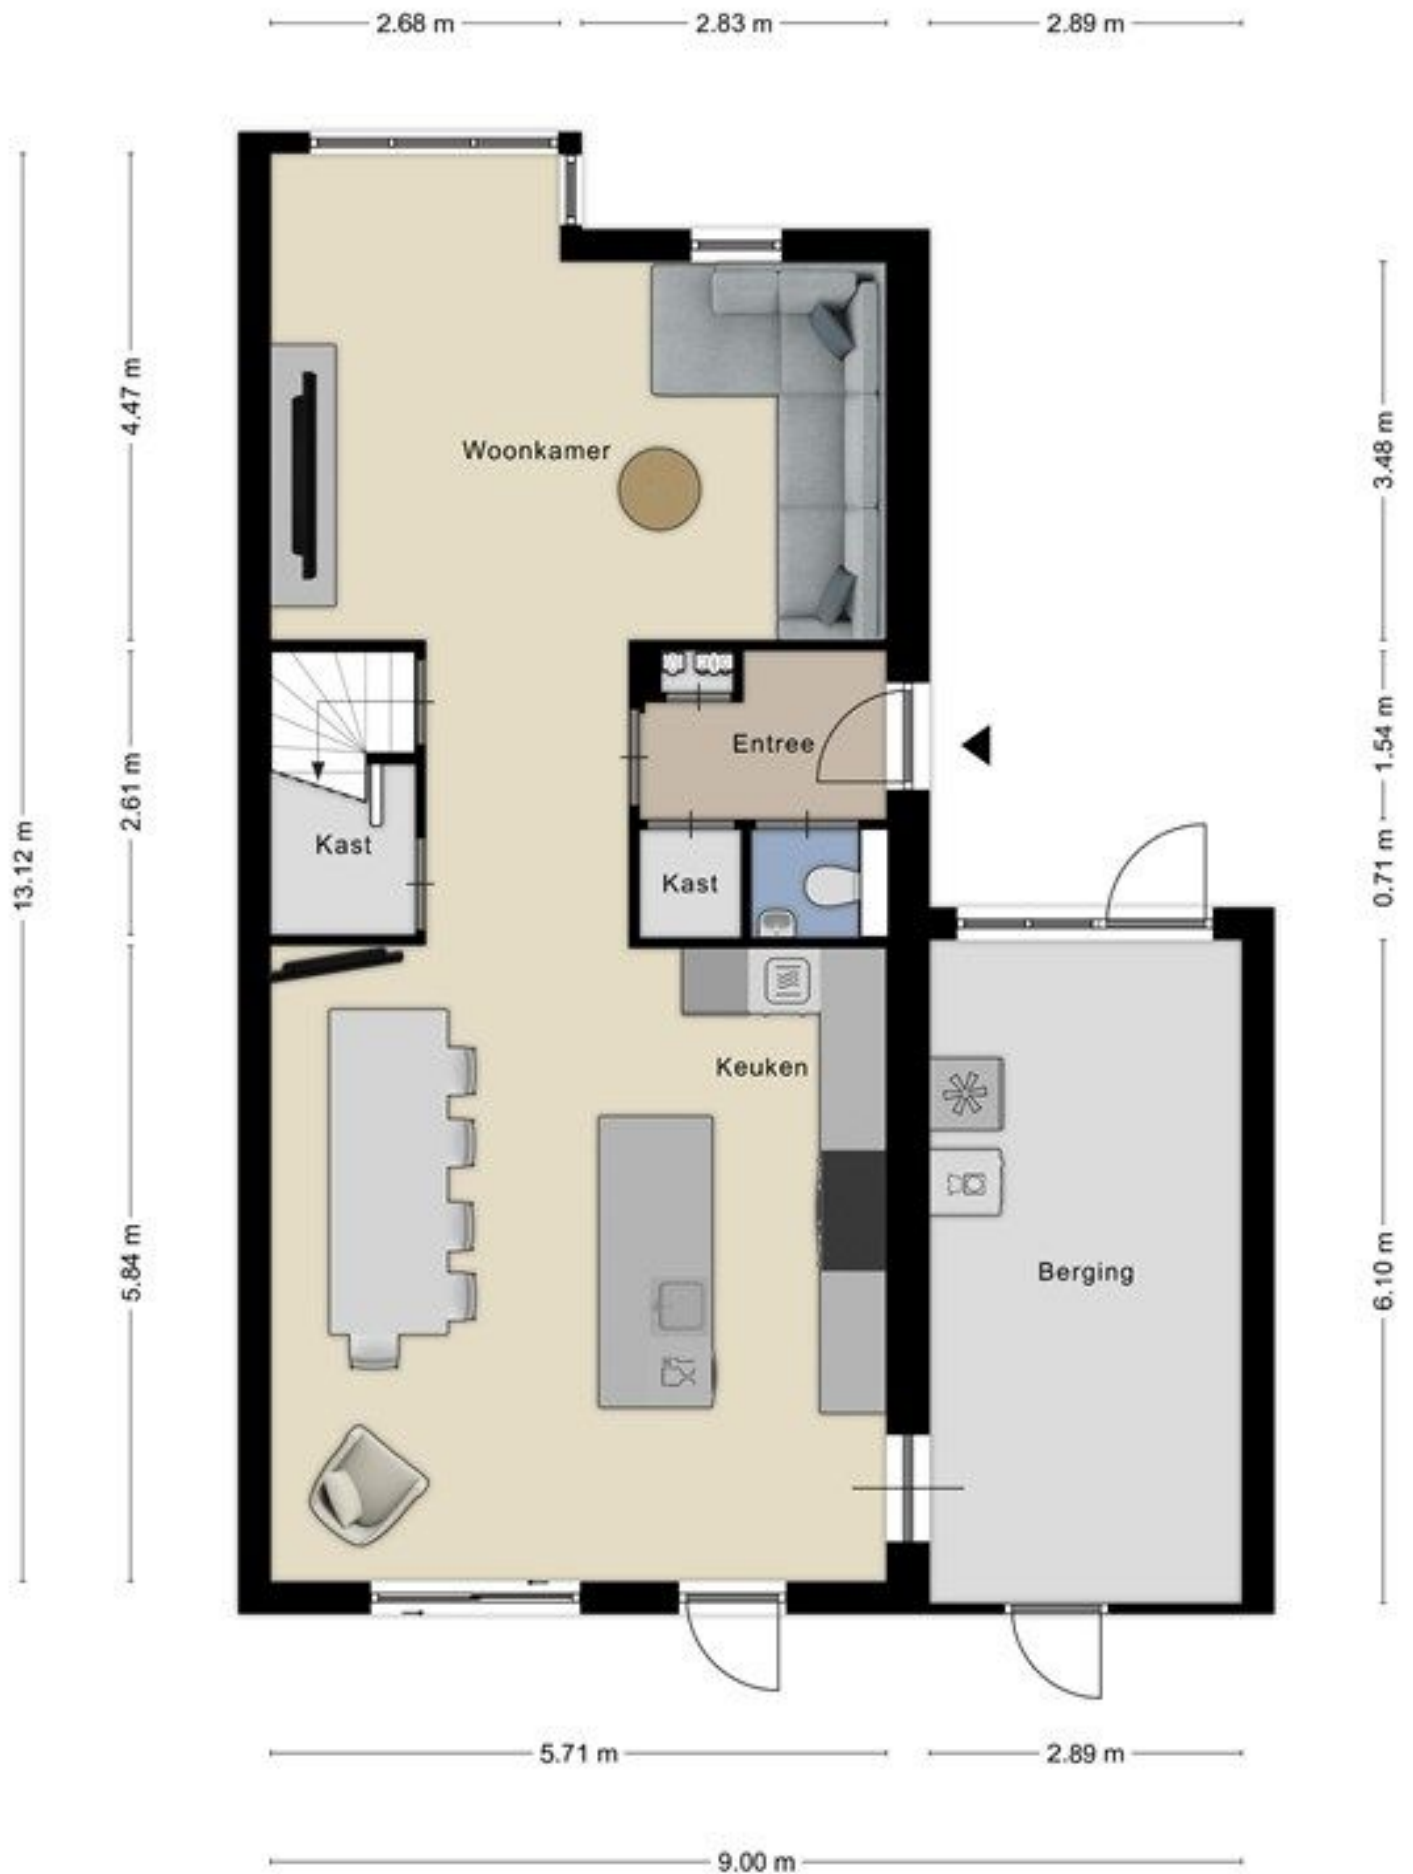 2.68 m
2.83 m
2.89 m
4.47 m
3.48 m
Woonkamer
Entree
1.54 m
2.61 m
13.12 m
Kast
Kast
0.71 m
Keuken
5.84 m
Berging
6.10 m
5.71 m
2.89 m
9.00 m